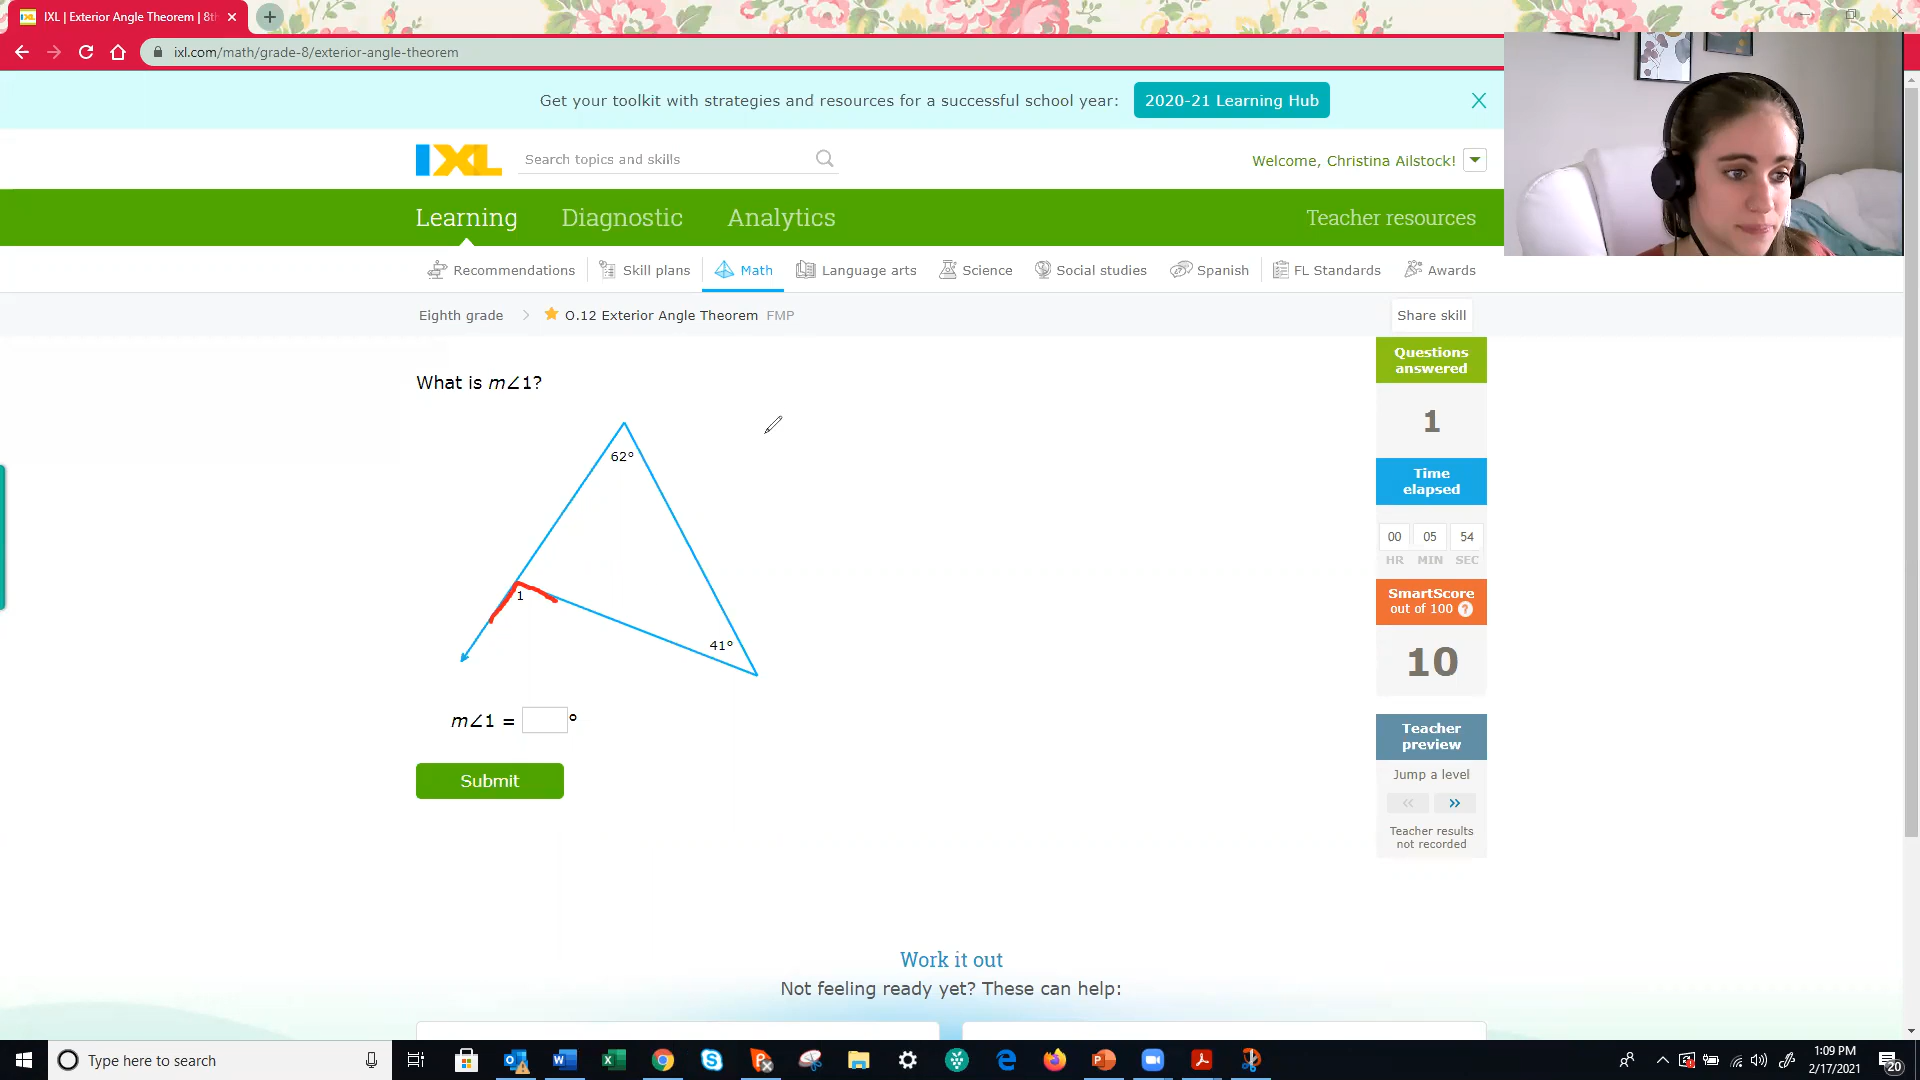 IXL | Exterior Angle Theorem | 8th
ixl.com/math/grade-8/exterior-angle-theorem
Get your toolkit with strategies and resources for a successful school year: 2020-21 Learning Hub
IXL Search topics and skills Welcome, Christina Ailstock!
Learning Diagnostic Analytics Teacher resources
Recommendations Skill plans Math Language arts Science Social studies Spanish FL Standards Awards
Eighth grade > O.12 Exterior Angle Theorem FMP Share skill
What is m∠1?
62°
1
41°
m∠1 = °
Submit
Questions
answered
1
Time
elapsed
00 05 54
HR MIN SEC
SmartScore
out of 100 ?
10
Teacher
preview
Jump a level
Teacher results
not recorded
Work it out
Not feeling ready yet? These can help:
Type here to search
1:09 PM
2/17/2021
20